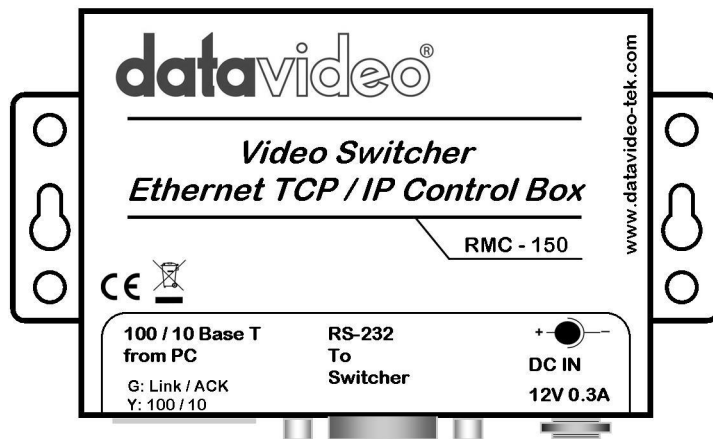 datavideo®
Video Switcher
Ethernet TCP / IP Control Box
RMC - 150
www.datavideo-tek.com
CE
100 / 10 Base T
from PC
G: Link / ACK
Y: 100 / 10
RS-232
To
Switcher
+ -
DC IN
12V 0.3A